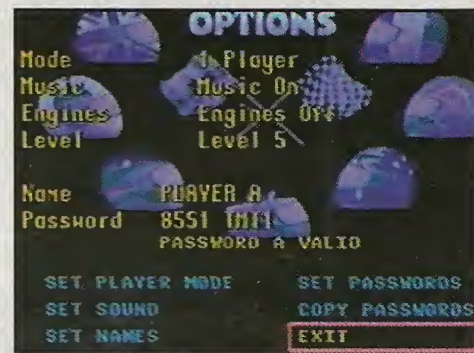 OPTIONS
Mode 1 Player
Music Music On
Engines Engines Off
Level Level 5
Name PLAYER A
Password 8551
PASSWORD A VALID
SET PLAYER MODE SET PASSWORDS
SET SOUND COPY PASSWORDS
SET NAMES EXIT